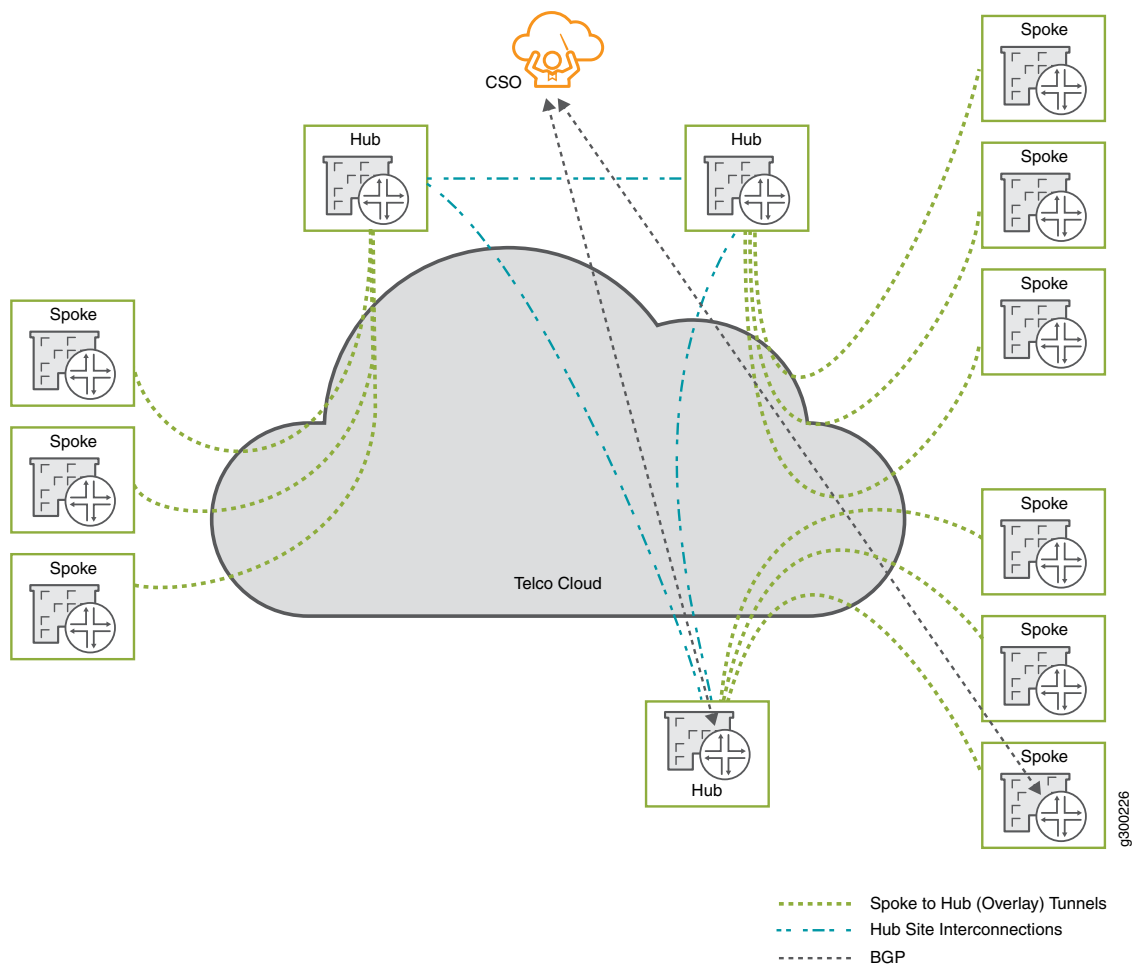 Spoke
CSO
Hub
Hub
Spoke
Spoke
Spoke
Spoke
Spoke
Spoke
Telco Cloud
Spoke
Spoke
Hub
g300226
Spoke to Hub (Overlay) Tunnels
Hub Site Interconnections
BGP